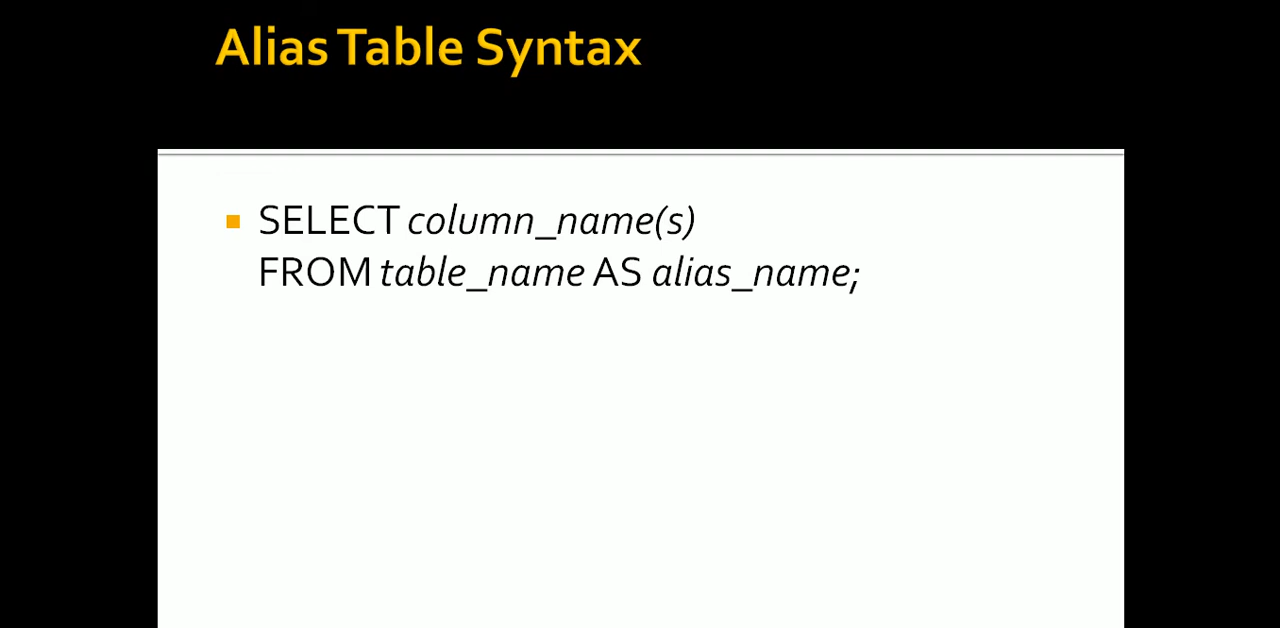 Alias Table Syntax
SELECT column_name(s)
FROM table_name AS alias_name;